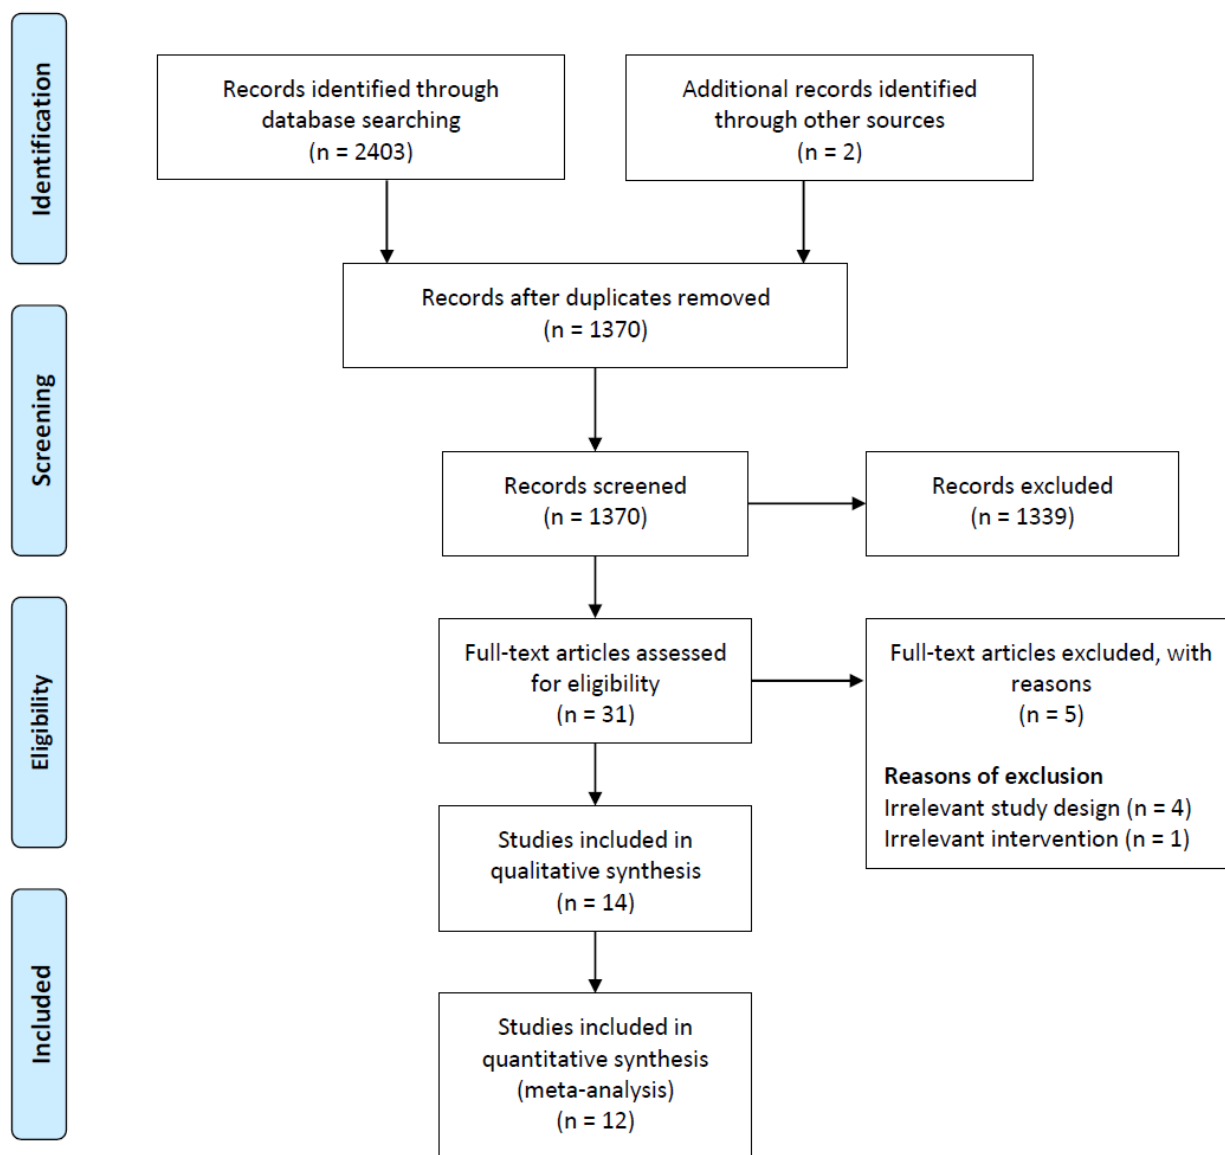 Identification
Records identified through
database searching
(n = 2403)
Additional records identified
through other sources
(n = 2)
Records after duplicates removed
(n = 1370)
Screening
Records screened
(n = 1370)
Records excluded
(n = 1339)
Eligibility
Full-text articles assessed
for eligibility
(n = 31)
Full-text articles excluded, with
reasons
(n = 5)
Reasons of exclusion
Irrelevant study design (n = 4)
Irrelevant intervention (n = 1)
Studies included in
qualitative synthesis
(n = 14)
Included
Studies included in
quantitative synthesis
(meta-analysis)
(n = 12)